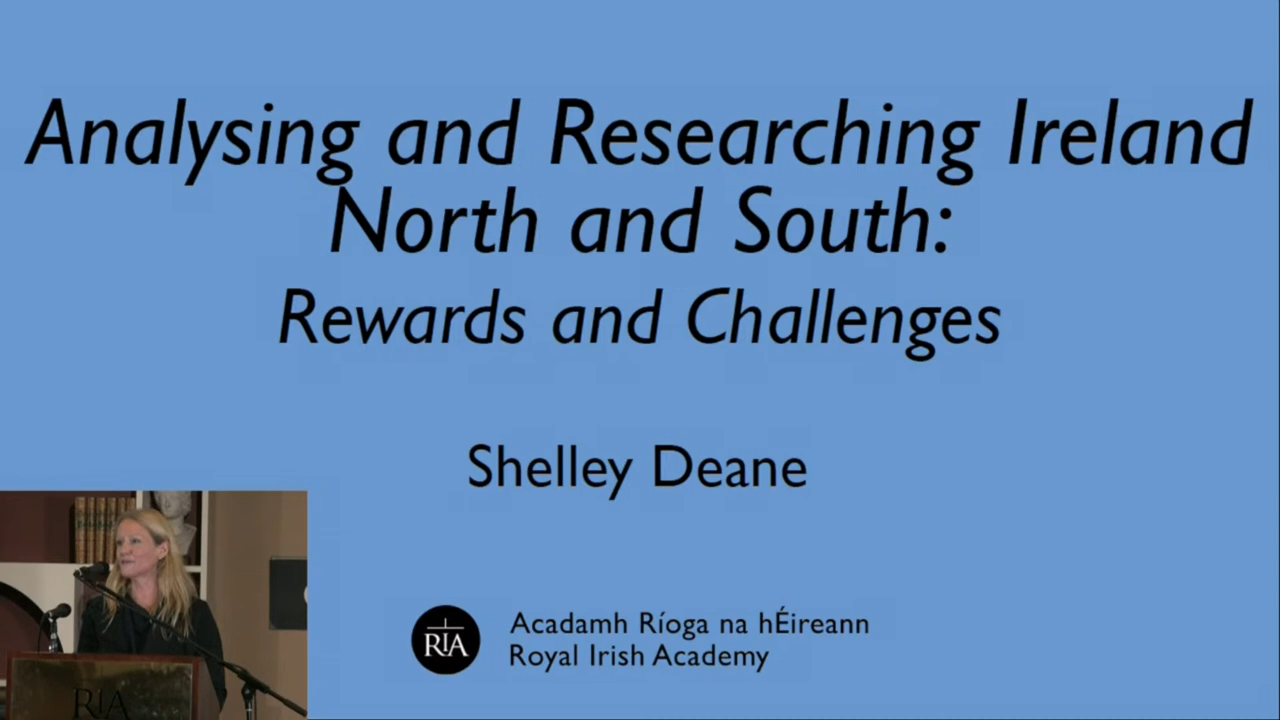 Analysing and Researching Ireland
North and South:
Rewards and Challenges
Shelley Deane
RIA
Acadamh Ríoga na hÉireann
Royal Irish Academy
RIA